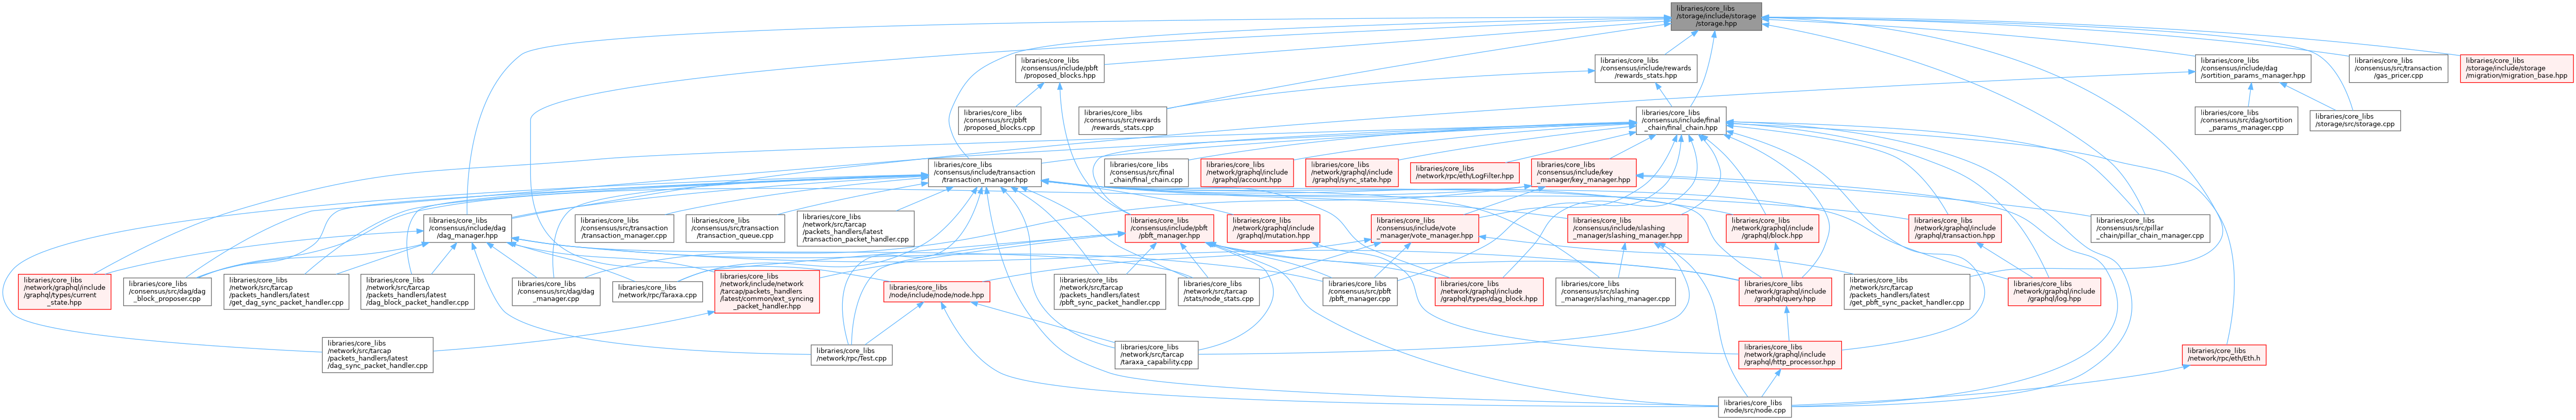 libraries/core_libs
/storage/include/storage
/storage.hpp
libraries/core_libs
/consensus/include/pbft
/proposed_blocks.hpp
libraries/core_libs
/consensus/include/rewards
/rewards_stats.hpp
libraries/core_libs
/consensus/include/dag
/sortition_params_manager.hpp
libraries/core_libs
/consensus/src/transaction
/gas_pricer.cpp
libraries/core_libs
/storage/include/storage
/migration/migration_base.hpp
libraries/core_libs
/consensus/src/pbft
/proposed_blocks.cpp
libraries/core_libs
/consensus/src/rewards
/rewards_stats.cpp
libraries/core_libs
/consensus/include/final
_chain/final_chain.hpp
libraries/core_libs
/consensus/src/dag/sortition
_params_manager.cpp
libraries/core_libs
/storage/src/storage.cpp
libraries/core_libs
/consensus/include/transaction
/transaction_manager.hpp
libraries/core_libs
/consensus/src/final
_chain/final_chain.cpp
libraries/core_libs
/network/graphql/include
/graphql/account.hpp
libraries/core_libs
/network/graphql/include
/graphql/sync_state.hpp
libraries/core_libs
/network/rpc/eth/LogFilter.hpp
libraries/core_libs
/consensus/include/key
_manager/key_manager.hpp
libraries/core_libs
/consensus/include/dag
/dag_manager.hpp
libraries/core_libs
/consensus/src/transaction
/transaction_manager.cpp
libraries/core_libs
/consensus/src/transaction
/transaction_queue.cpp
libraries/core_libs
/network/src/tarcap
/packets_handlers/latest
/transaction_packet_handler.cpp
libraries/core_libs
/consensus/include/pbft
/pbft_manager.hpp
libraries/core_libs
/network/graphql/include
/graphql/mutation.hpp
libraries/core_libs
/consensus/include/vote
_manager/vote_manager.hpp
libraries/core_libs
/consensus/include/slashing
_manager/slashing_manager.hpp
libraries/core_libs
/network/graphql/include
/graphql/block.hpp
libraries/core_libs
/network/graphql/include
/graphql/transaction.hpp
libraries/core_libs
/consensus/src/pillar
_chain/pillar_chain_manager.cpp
libraries/core_libs
/network/graphql/include
/graphql/types/current
_state.hpp
libraries/core_libs
/consensus/src/dag/dag
_block_proposer.cpp
libraries/core_libs
/network/src/tarcap
/packets_handlers/latest
/get_dag_sync_packet_handler.cpp
libraries/core_libs
/network/src/tarcap
/packets_handlers/latest
/dag_block_packet_handler.cpp
libraries/core_libs
/consensus/src/dag/dag
_manager.cpp
libraries/core_libs
/network/rpc/Taraxa.cpp
libraries/core_libs
/network/include/network
/tarcap/packets_handlers
/latest/common/ext_syncing
_packet_handler.hpp
libraries/core_libs
/node/include/node/node.hpp
libraries/core_libs
/network/src/tarcap
/packets_handlers/latest
/pbft_sync_packet_handler.cpp
libraries/core_libs
/network/src/tarcap
/stats/node_stats.cpp
libraries/core_libs
/consensus/src/pbft
/pbft_manager.cpp
libraries/core_libs
/network/graphql/include
/graphql/types/dag_block.hpp
libraries/core_libs
/consensus/src/slashing
_manager/slashing_manager.cpp
libraries/core_libs
/network/graphql/include
/graphql/query.hpp
libraries/core_libs
/network/src/tarcap
/packets_handlers/latest
/get_pbft_sync_packet_handler.cpp
libraries/core_libs
/network/graphql/include
/graphql/log.hpp
libraries/core_libs
/network/src/tarcap
/packets_handlers/latest
/dag_sync_packet_handler.cpp
libraries/core_libs
/network/rpc/Test.cpp
libraries/core_libs
/network/src/tarcap
/taraxa_capability.cpp
libraries/core_libs
/network/graphql/include
/graphql/http_processor.hpp
libraries/core_libs
/network/rpc/eth/Eth.h
libraries/core_libs
/node/src/node.cpp